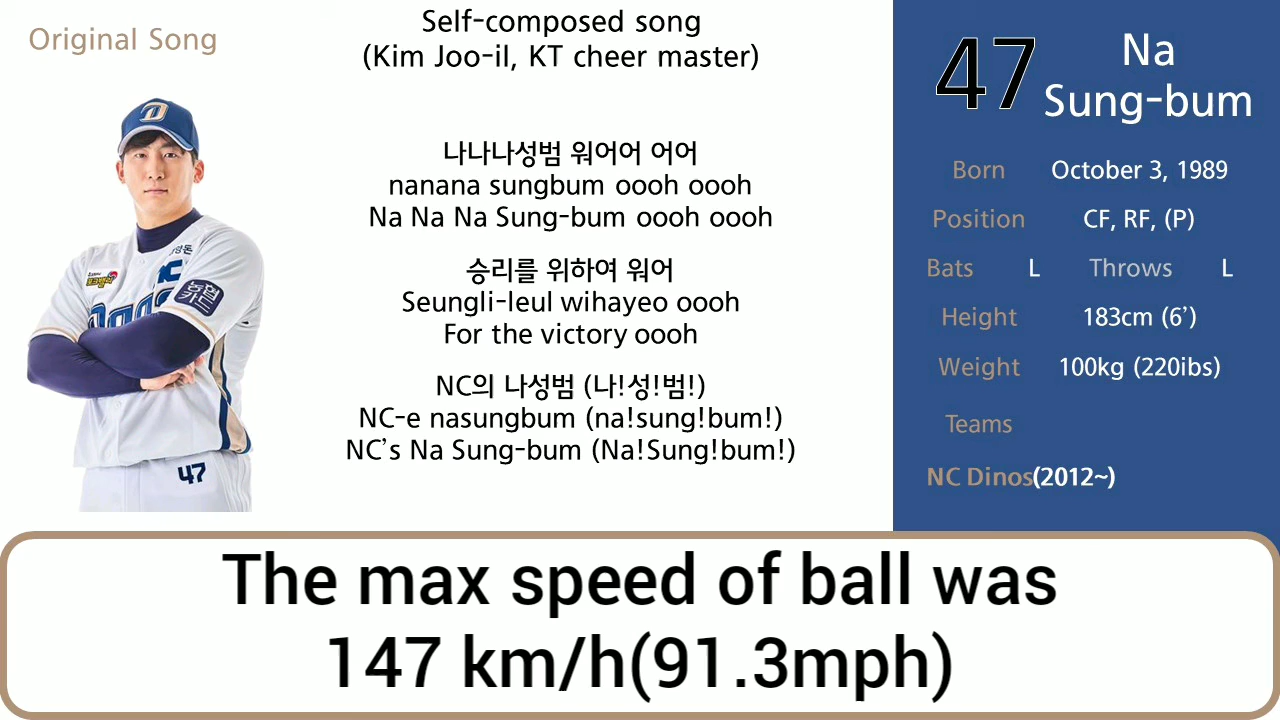 Original Song
Self-composed song
(Kim Joo-il, KT cheer master)
나나나성범 워어어 어어
nanana sungbum oooh oooh
Na Na Na Sung-bum oooh oooh
승리를 위하여 워어
Seungli-leul wihayeo oooh
For the victory oooh
NC의 나성범 (나!성!범!)
NC-e nasungbum (na!sung!bum!)
NC’s Na Sung-bum (Na!Sung!bum!)
47
Na
Sung-bum
Born October 3, 1989
Position CF, RF, (P)
Bats L Throws L
Height 183cm (6’)
Weight 100kg (220ibs)
Teams
NC Dinos(2012~)
D
농협
카드
47
The max speed of ball was
147 km/h(91.3mph)